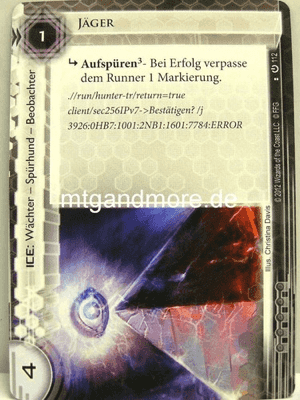 JÄGER
1
↳ Aufspüren³- Bei Erfolg verpasse
dem Runner 1 Markierung.
.//run/hunter-tr/return=true
client/sec256IPv7->Bestätigen? /j
3926:0HB7:1001:2NB1:1601:7784:ERROR
ICE: Wächter – Spürhund – Beobachter
mtgandmore.de
4
Illus. Christina Davis
© 2012 Wizards of the Coast LLC. © FFG
112